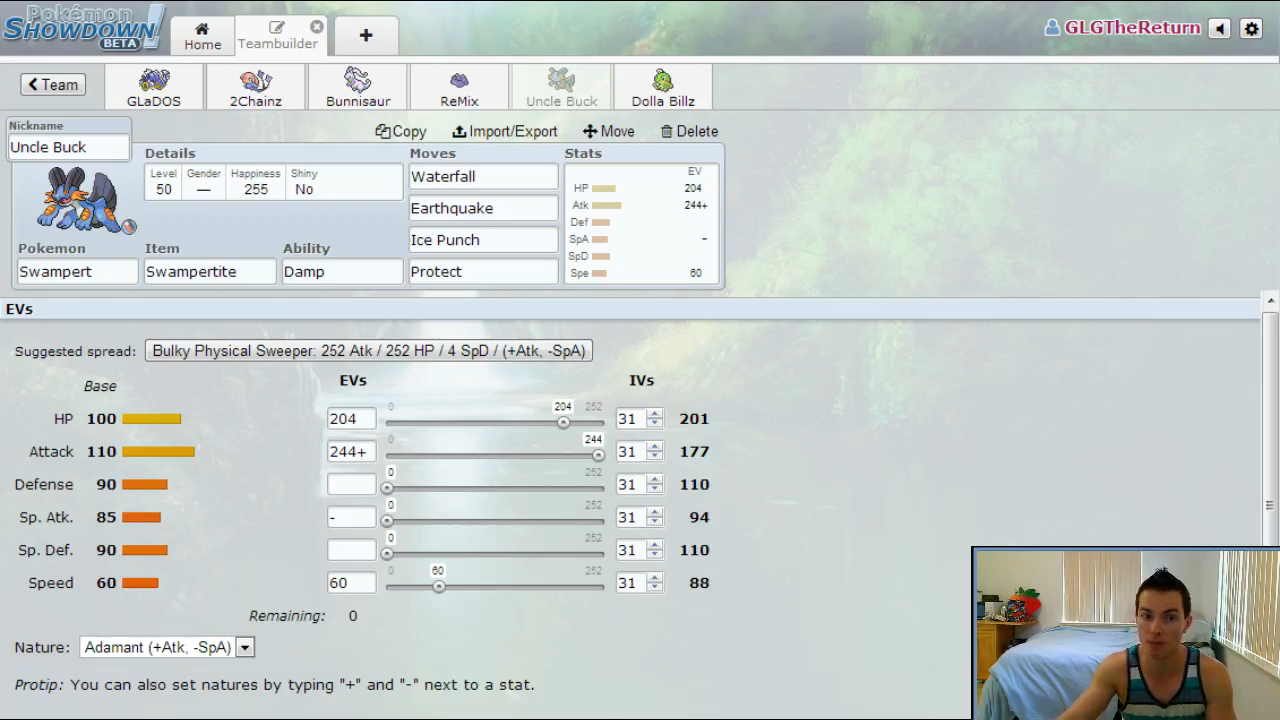 Pokémon
Showdown!
BETA
Home
Teambuilder
+
GLGTheReturn
Team
GLaDOS
2Chainz
Bunnisaur
ReMix
Uncle Buck
Dolla Billz
Nickname
Uncle Buck
Copy
Import/Export
Move
Delete
Details
Level
Gender
Happiness
Shiny
50
—
255
No
Pokemon
Item
Ability
Swampert
Swampertite
Damp
Moves
Waterfall
Earthquake
Ice Punch
Protect
Stats
EV
HP 204
Atk 244+
Def
SpA -
SpD
Spe 60
EVs
Suggested spread: Bulky Physical Sweeper: 252 Atk / 252 HP / 4 SpD / (+Atk, -SpA)
Base EVs IVs
0 204 252
HP 100 204 31 201
0 244
Attack 110 244+ 31 177
0 252
Defense 90 31 110
0 252
Sp. Atk. 85 - 31 94
0 252
Sp. Def. 90 31 110
0 60 252
Speed 60 60 31 88
Remaining: 0
Nature: Adamant (+Atk, -SpA)
Protip: You can also set natures by typing "+" and "-" next to a stat.